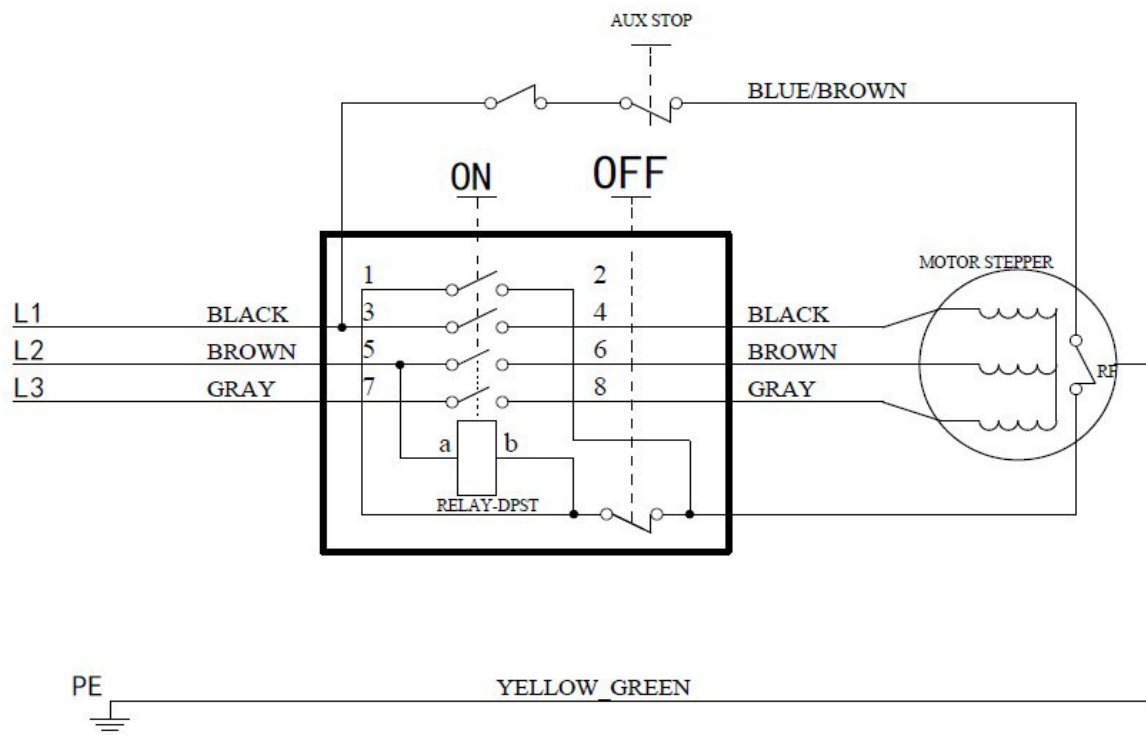 AUX STOP
BLUE/BROWN
ON OFF
MOTOR STEPPER
1 2
L1 BLACK 3 4 BLACK
L2 BROWN 5 6 BROWN
L3 GRAY 7 8 GRAY
RF
a b
RELAY-DPST
PE YELLOW_GREEN